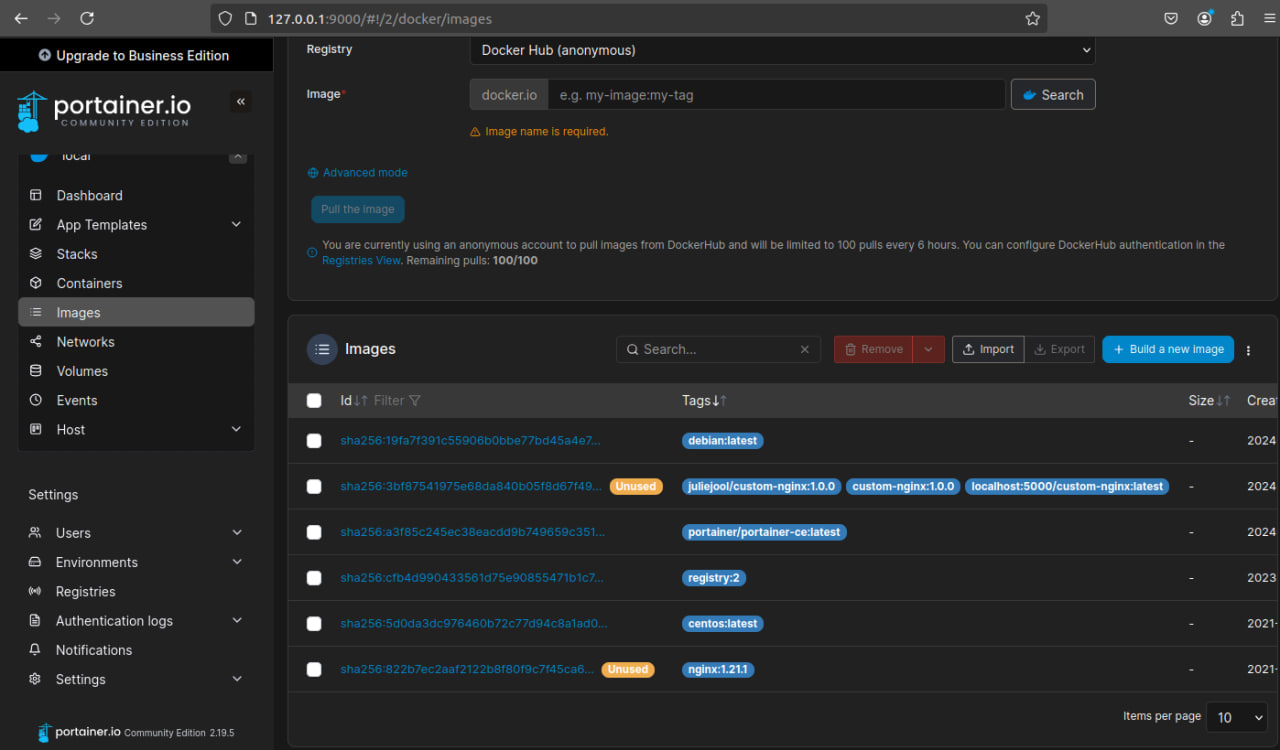 127.0.0.1:9000/#!/2/docker/images
Upgrade to Business Edition
portainer.io
COMMUNITY EDITION
local
Dashboard
App Templates
Stacks
Containers
Images
Networks
Volumes
Events
Host
Settings
Users
Environments
Registries
Authentication logs
Notifications
Settings
portainer.io Community Edition 2.19.5
Registry Docker Hub (anonymous)
Image* docker.io e.g. my-image:my-tag Search
Image name is required.
Advanced mode
Pull the image
You are currently using an anonymous account to pull images from DockerHub and will be limited to 100 pulls every 6 hours. You can configure DockerHub authentication in the
Registries View. Remaining pulls: 100/100
Images Search... Remove Import Export + Build a new image
Id Filter Tags Size Crea
sha256:19fa7f391c55906b0bbe77bd45a4e7... debian:latest - 2024
sha256:3bf87541975e68da840b05f8d67f49... Unused juliejool/custom-nginx:1.0.0 custom-nginx:1.0.0 localhost:5000/custom-nginx:latest - 2024
sha256:a3f85c245ec38eacdd9b749659c351... portainer/portainer-ce:latest - 2024
sha256:cfb4d990433561d75e90855471b1c7... registry:2 - 2023
sha256:5d0da3dc976460b72c77d94c8a1ad0... centos:latest - 2021-
sha256:822b7ec2aaf2122b8f80f9c7f45ca6... Unused nginx:1.21.1 - 2021-
Items per page 10